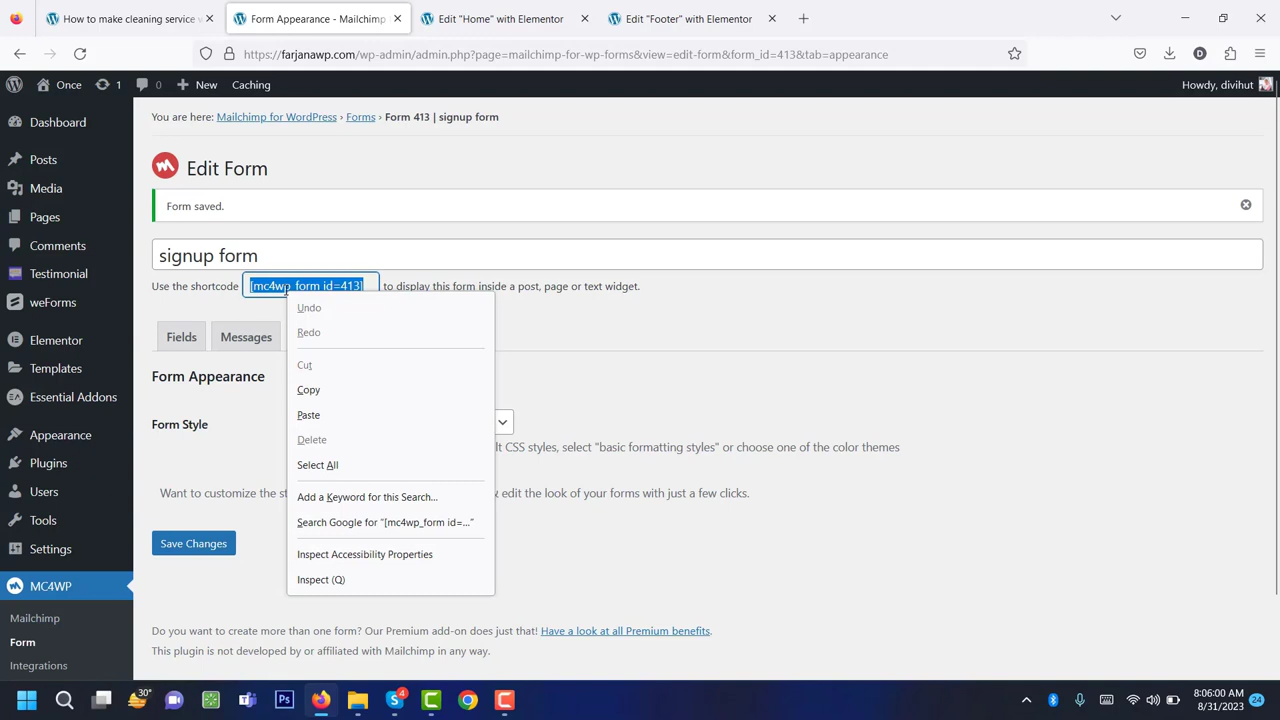 How to make cleaning service w
Form Appearance - Mailchimp
Edit "Home" with Elementor
Edit "Footer" with Elementor
https://farjanawp.com/wp-admin/admin.php?page=mailchimp-for-wp-forms&view=edit-form&form_id=413&tab=appearance
D
Once
1
0
New
Caching
Howdy, divihut
Dashboard
Posts
Media
Pages
Comments
Testimonial
weForms
Elementor
Templates
Essential Addons
Appearance
Plugins
Users
Tools
Settings
MC4WP
Mailchimp
Form
Integrations
You are here: Mailchimp for WordPress › Forms › Form 413 | signup form
Edit Form
Form saved.
signup form
Use the shortcode [mc4wp_form id=413] to display this form inside a post, page or text widget.
Fields
Messages
Form Appearance
Form Style
lt CSS styles, select "basic formatting styles" or choose one of the color themes
Want to customize the st
& edit the look of your forms with just a few clicks.
Save Changes
Undo
Redo
Cut
Copy
Paste
Delete
Select All
Add a Keyword for this Search...
Search Google for "[mc4wp_form id=..."
Inspect Accessibility Properties
Inspect (Q)
Do you want to create more than one form? Our Premium add-on does just that! Have a look at all Premium benefits.
This plugin is not developed by or affiliated with Mailchimp in any way.
30°
Ps
4
8:06:00 AM
8/31/2023
24